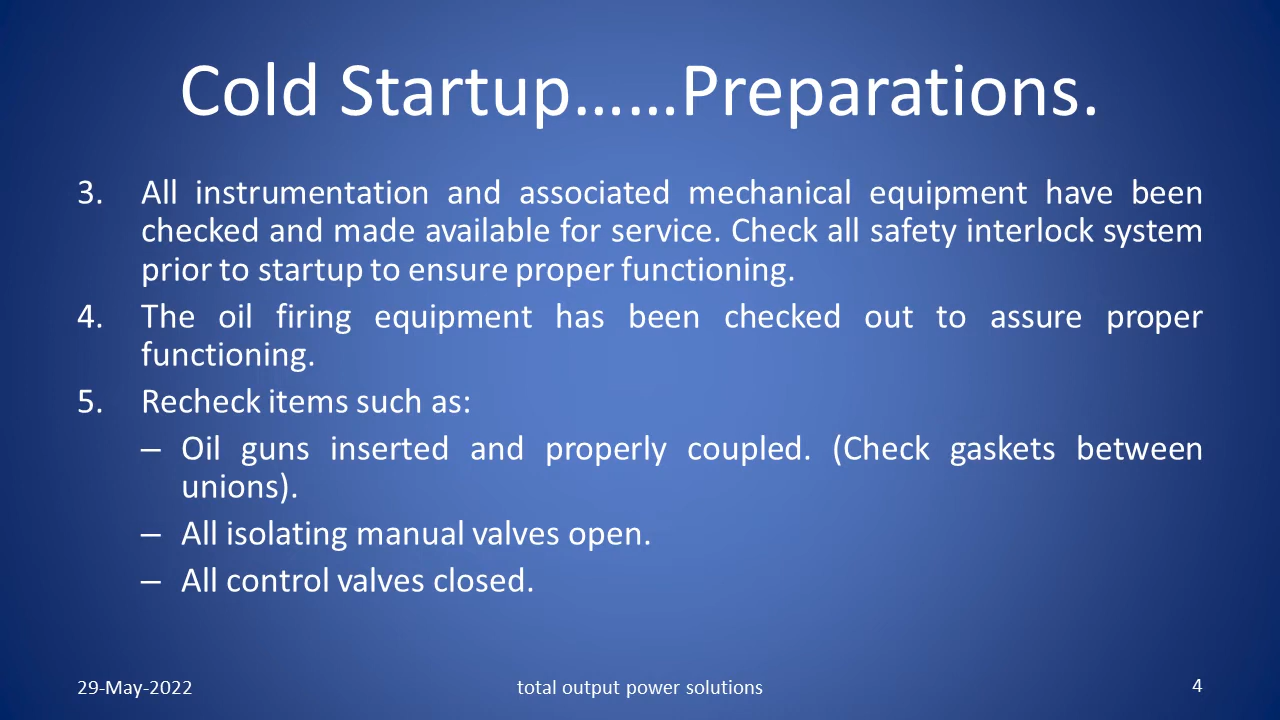 Cold Startup……Preparations.
3. All instrumentation and associated mechanical equipment have been
checked and made available for service. Check all safety interlock system
prior to startup to ensure proper functioning.
4. The oil firing equipment has been checked out to assure proper
functioning.
5. Recheck items such as:
– Oil guns inserted and properly coupled. (Check gaskets between
unions).
– All isolating manual valves open.
– All control valves closed.
29-May-2022
total output power solutions
4